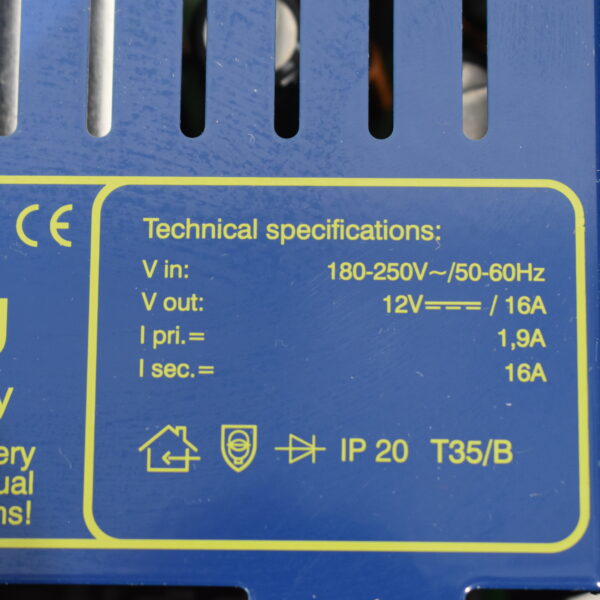 CE
Technical specifications:
V in: 180-250V~/50-60Hz
V out: 12V⎓ / 16A
I pri.= 1,9A
I sec.= 16A
IP 20 T35/B
y
ery
ual
ns!